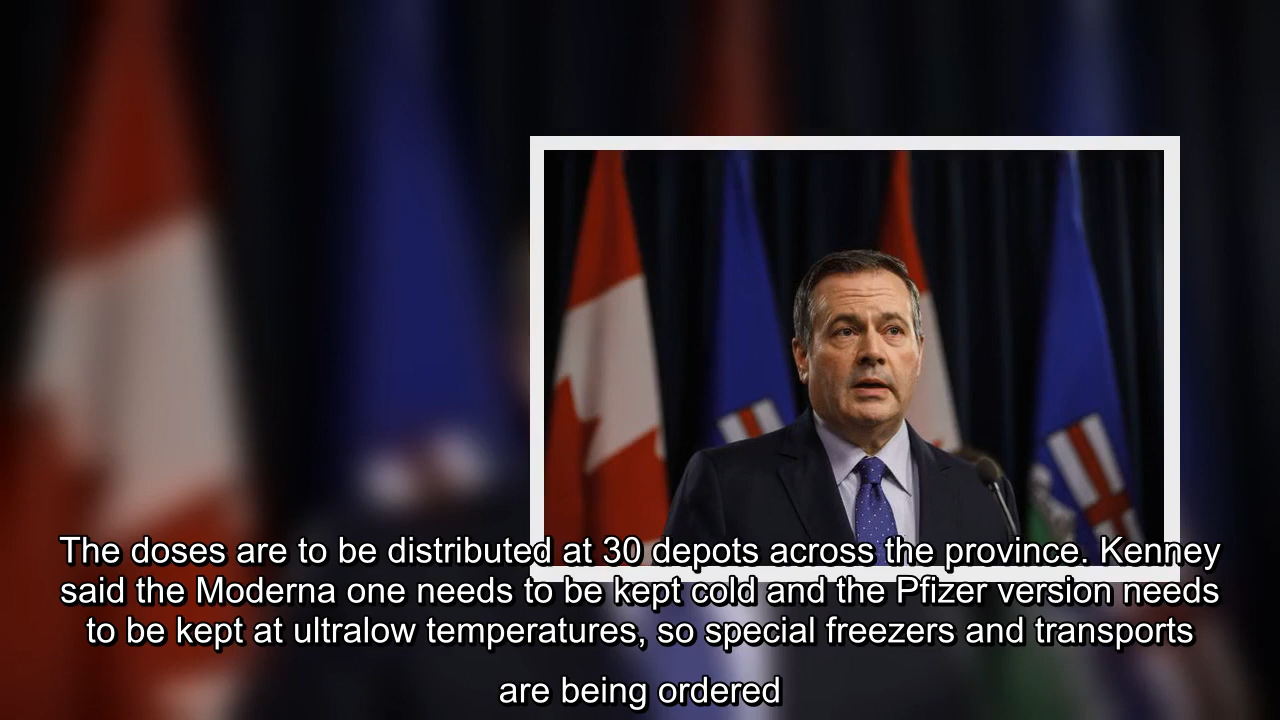 The doses are to be distributed at 30 depots across the province. Kenney
said the Moderna one needs to be kept cold and the Pfizer version needs
to be kept at ultralow temperatures, so special freezers and transports
are being ordered